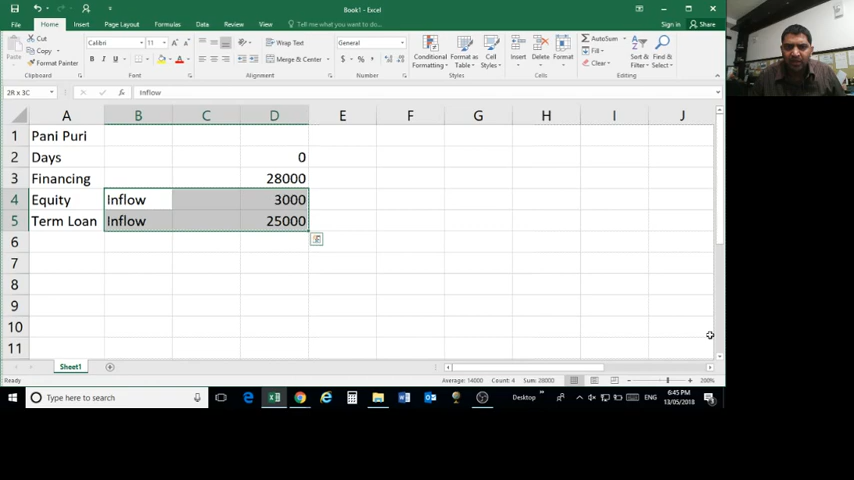 Book1 - Excel
File Home Insert Page Layout Formulas Data Review View Tell me what you want to do... Sign in Share
Cut
Copy
Format Painter
Paste
Clipboard
Calibri 11
B I U
Font
Wrap Text
Merge & Center
Alignment
General
$ % ,
Number
Conditional Formatting
Format as Table
Cell Styles
Styles
Insert Delete Format
Cells
AutoSum
Fill
Clear
Sort & Filter
Find & Select
Editing
2R x 3C fx Inflow
A B C D E F G H I J
1 Pani Puri
2 Days 0
3 Financing 28000
4 Equity Inflow 3000
5 Term Loan Inflow 25000
6
7
8
9
10
11
Sheet1
Ready Average: 14000 Count: 4 Sum: 28000 200%
Type here to search Desktop ENG 6:45 PM
13/05/2018